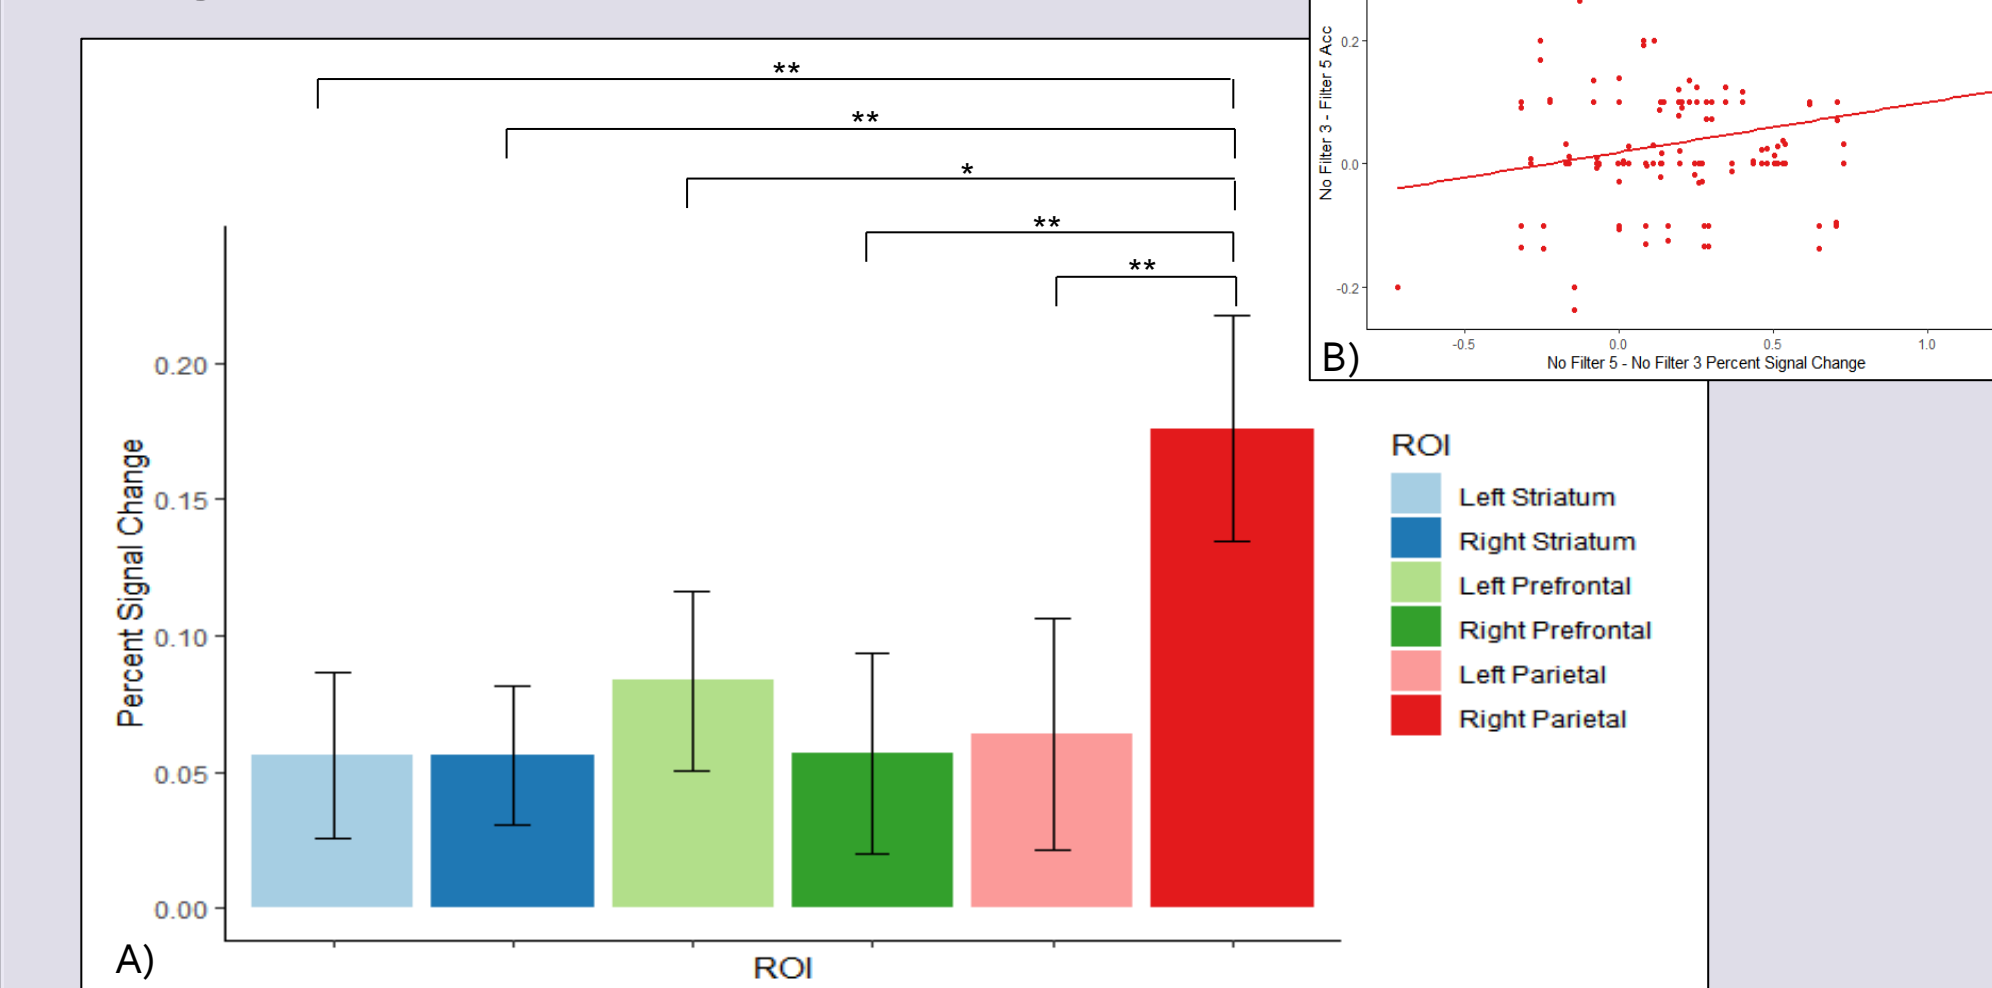 **
**
*
**
**
0.20
0.15
0.10
0.05
0.00
Percent Signal Change
ROI
A)
ROI
Left Striatum
Right Striatum
Left Prefrontal
Right Prefrontal
Left Parietal
Right Parietal
No Filter 3 - Filter 5 Acc
0.2
0.0
-0.2
-0.5 0.0 0.5 1.0
No Filter 5 - No Filter 3 Percent Signal Change
B)